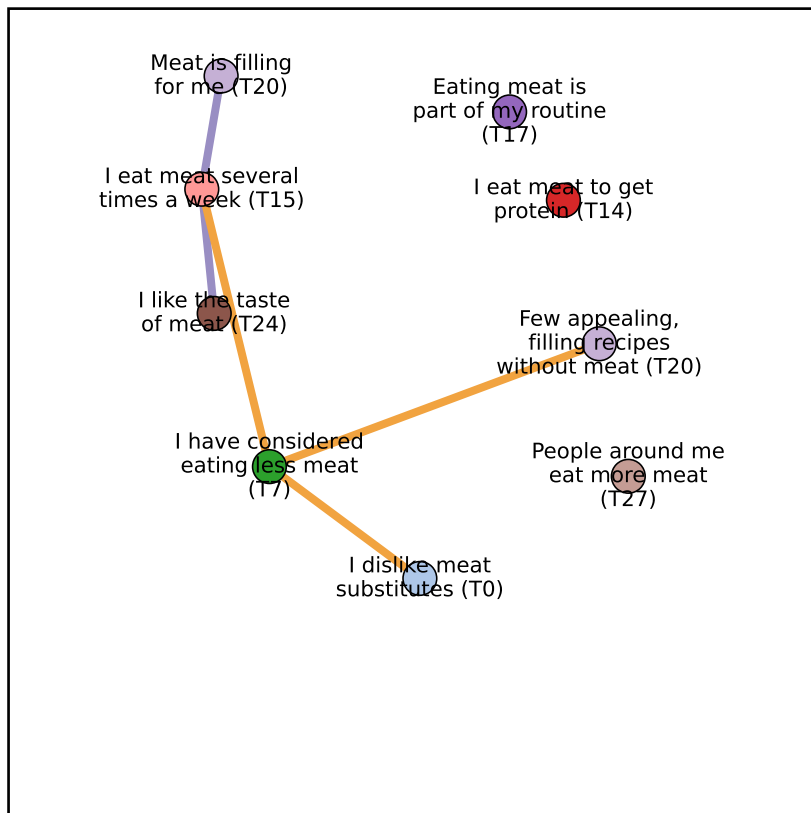 Meat is filling
for me (T20)
Eating meat is
part of my routine
(T17)
I eat meat several
times a week (T15)
I eat meat to get
protein (T14)
I like the taste
of meat (T24)
Few appealing,
filling recipes
without meat (T20)
I have considered
eating less meat
(T7)
People around me
eat more meat
(T27)
I dislike meat
substitutes (T0)